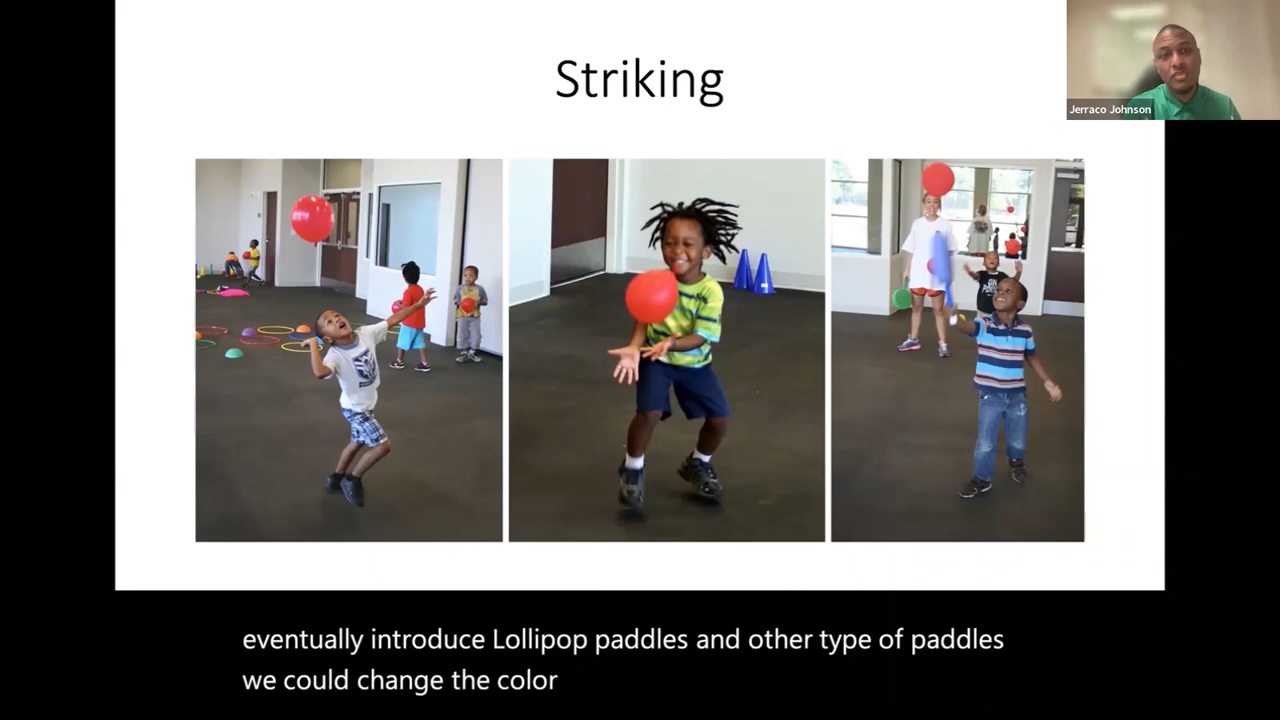 Striking
Jerraco Johnson
eventually introduce Lollipop paddles and other type of paddles
we could change the color